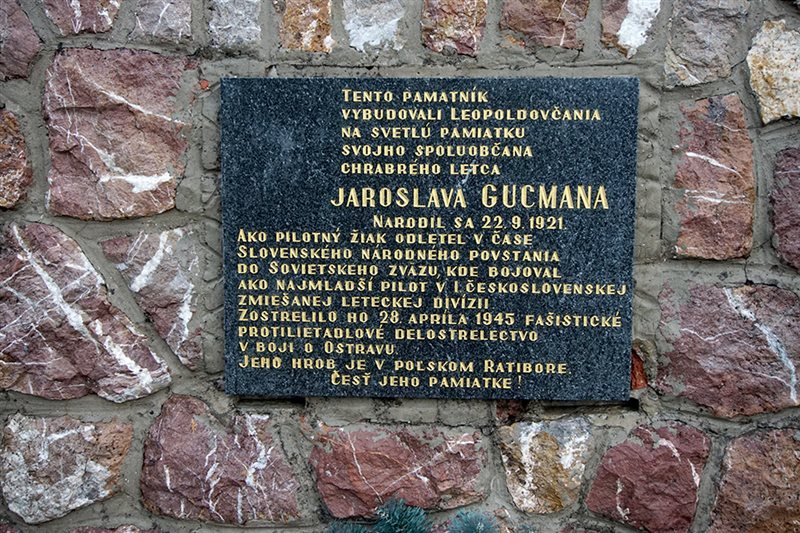 TENTO PAMATNÍK
VYBUDOVALI LEOPOLDOVČANIA
NA SVETLÚ PAMIATKU
SVOJHO SPOLUOBČANA
CHRABRÉHO LETCA
JAROSLAVA GUCMANA
NARODIL SA 22.9.1921.
AKO PILOTNÝ ŽIAK ODLETEL V ČASE
SLOVENSKÉHO NÁRODNÉHO POVSTANIA
DO SOVIETSKEHO ZVÄZU, KDE BOJOVAL
AKO NAJMLADŠÍ PILOT V I. ČESKOSLOVENSKEJ
ZMIEŠANEJ LETECKEJ DIVÍZII
ZOSTRELILO HO 28. APRÍLA 1945 FAŠISTICKÉ
PROTILIETADLOVÉ DELOSTRELECTVO
V BOJI O OSTRAVU.
JEHO HROB JE V POĽSKOM RATIBORE.
ČESŤ JEHO PAMIATKE!